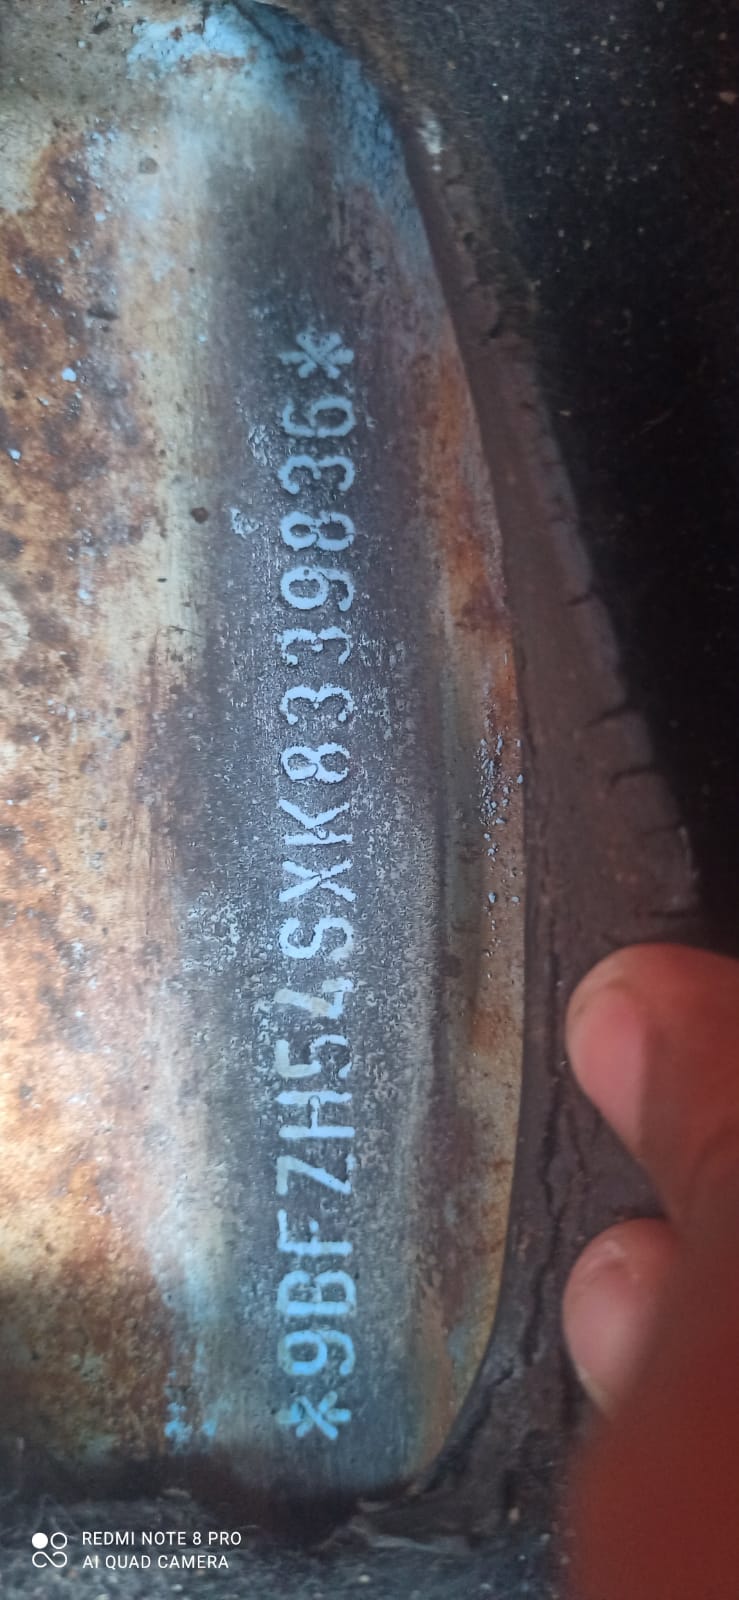 *9BFZH54SXK8339836*
REDMI NOTE 8 PRO
AI QUAD CAMERA